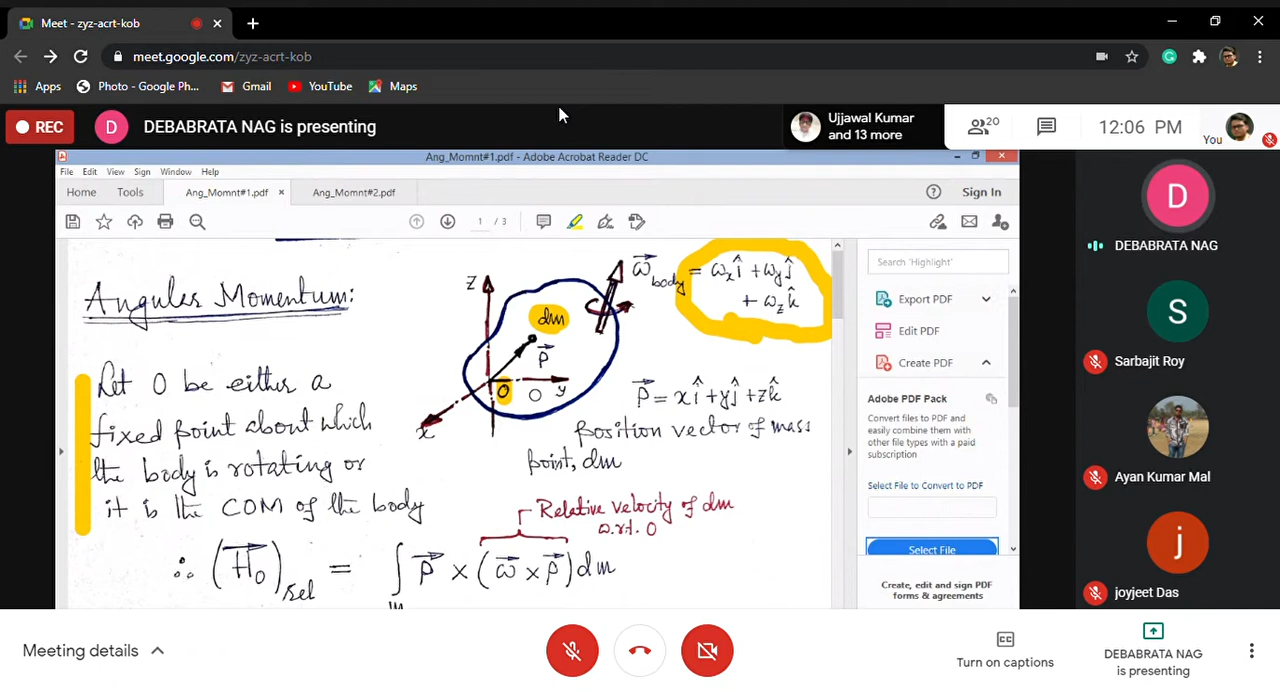 Meet - zyz-acrt-kob
meet.google.com/zyz-acrt-kob
Apps Photo - Google Ph... Gmail YouTube Maps
REC D DEBABRATA NAG is presenting Ujjawal Kumar and 13 more 20 12:06 PM You
Ang_Momnt#1.pdf - Adobe Acrobat Reader DC
File Edit View Sign Window Help
Home Tools Ang_Momnt#1.pdf × Ang_Momnt#2.pdf Sign In
1 / 3
Angular Momentum:
Z
dm
ρ⃗
O
O y
x
ω⃗body = ωx î + ωy ĵ
+ ωz k̂
ρ⃗ = x î + y ĵ + z k̂
position vector of mass
point, dm
Let O be either a
fixed point about which
the body is rotating or
it is the COM of the body
Relative velocity of dm
w.r.t. O
∴ (H⃗o)rel = ∫m ρ⃗ × (ω⃗ × ρ⃗) dm
Search 'Highlight'
Export PDF
Edit PDF
Create PDF
Adobe PDF Pack
Convert files to PDF and
easily combine them with
other file types with a paid
subscription
Select File to Convert to PDF
Select File
Create, edit and sign PDF
forms & agreements
D
DEBABRATA NAG
S
Sarbajit Roy
Ayan Kumar Mal
j
joyjeet Das
Meeting details
Turn on captions
DEBABRATA NAG
is presenting